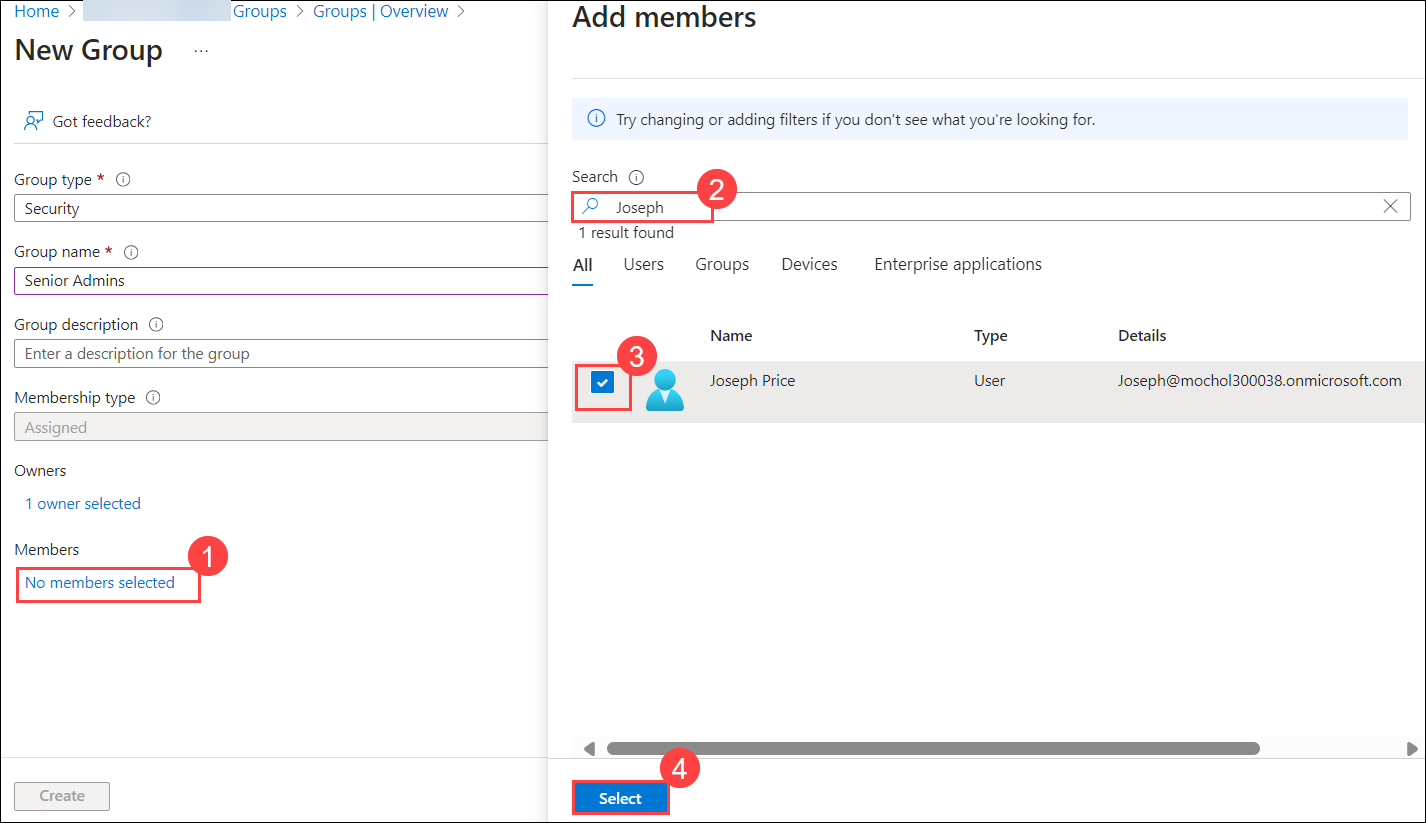 Home > Groups > Groups | Overview >
New Group ...
Got feedback?
Group type *
Security
Group name *
Senior Admins
Group description
Enter a description for the group
Membership type
Assigned
Owners
1 owner selected
Members
1
No members selected
Create
Add members
Try changing or adding filters if you don't see what you're looking for.
Search
2
Joseph
1 result found
All Users Groups Devices Enterprise applications
Name Type Details
3
Joseph Price User Joseph@mochol300038.onmicrosoft.com
4
Select